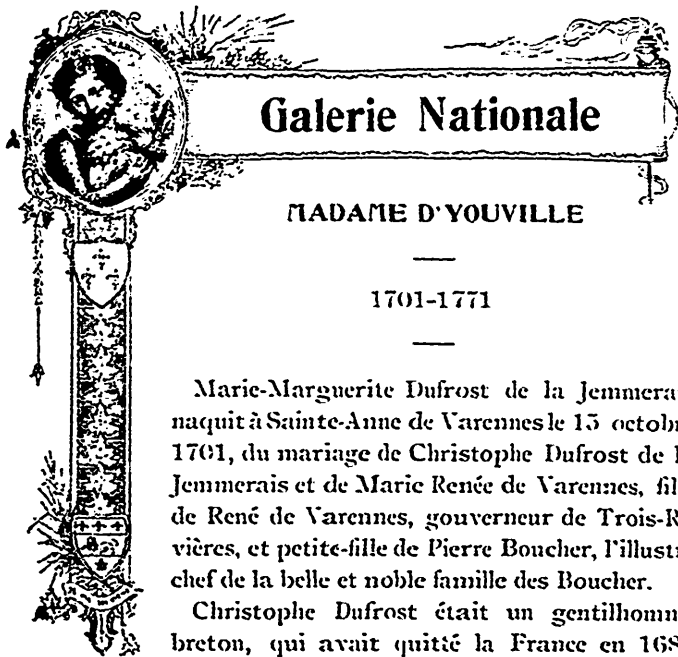 Galerie Nationale
MADAME D'YOUVILLE
1701-1771
Marie-Marguerite Dufrost de la Jemmera
naquit à Sainte-Anne de Varennes le 15 octobr
1701, du mariage de Christophe Dufrost de l
Jemmerais et de Marie Renée de Varennes, fil
de René de Varennes, gouverneur de Trois-R
vières, et petite-fille de Pierre Boucher, l'illustr
chef de la belle et noble famille des Boucher.
Christophe Dufrost était un gentilhomm
breton, qui avait quitté la France en 168